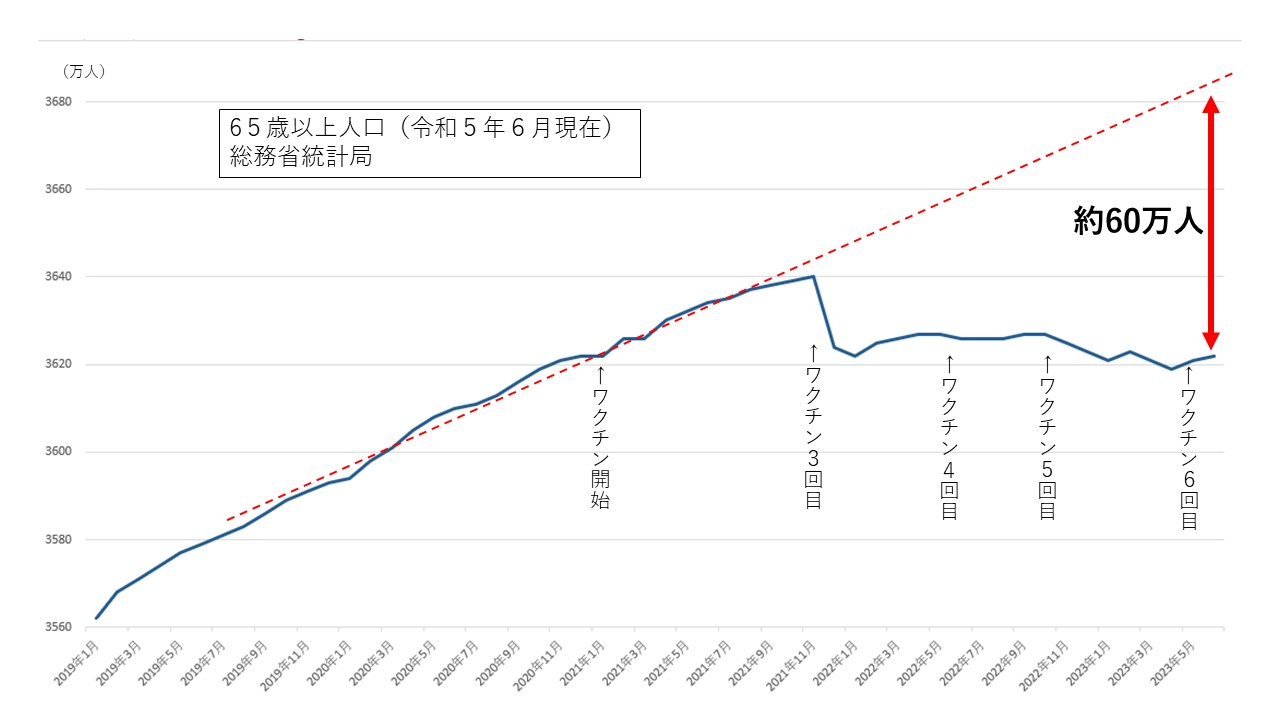 (万人)
3680
3660
3640
3620
3600
3580
3560
65歳以上人口（令和5年6月現在）
総務省統計局
約60万人
↑ワクチン開始
↑ワクチン3回目
↑ワクチン4回目
↑ワクチン5回目
↑ワクチン6回目
2019年1月
2019年3月
2019年5月
2019年7月
2019年9月
2019年11月
2020年1月
2020年3月
2020年5月
2020年7月
2020年9月
2020年11月
2021年1月
2021年3月
2021年5月
2021年7月
2021年9月
2021年11月
2022年1月
2022年3月
2022年5月
2022年7月
2022年9月
2022年11月
2023年1月
2023年3月
2023年5月